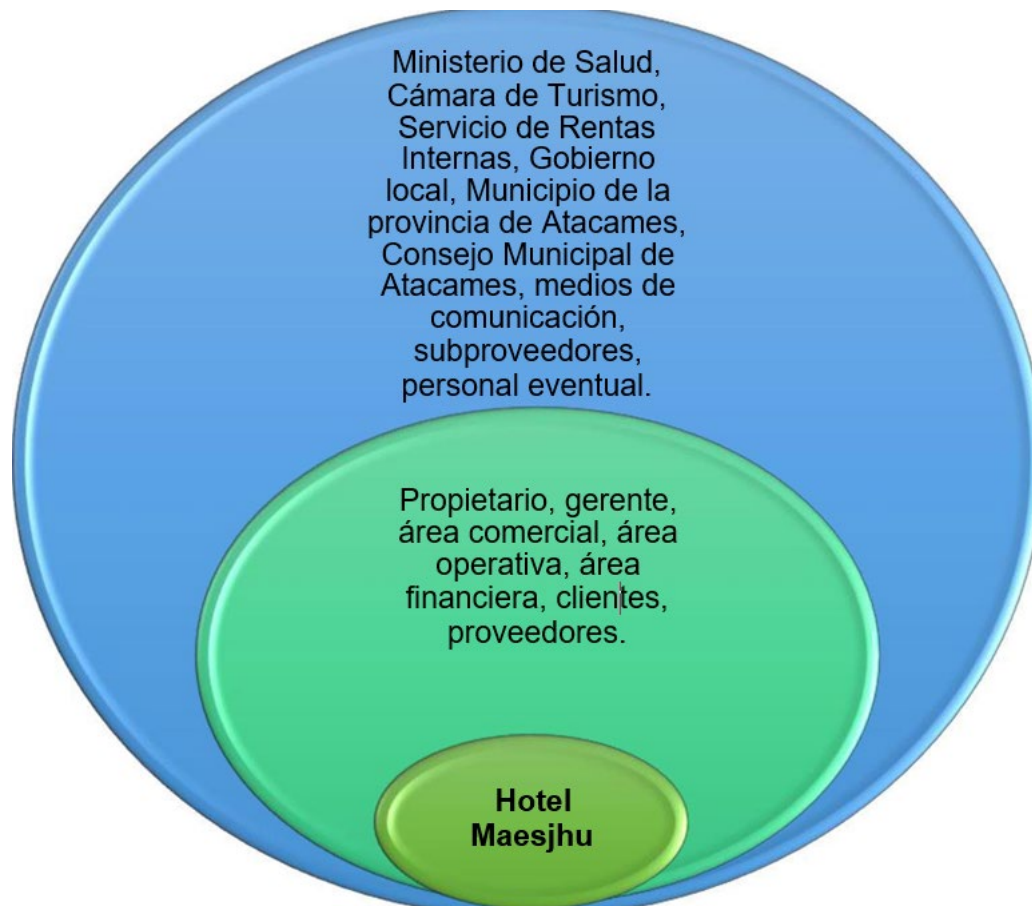 Ministerio de Salud,
Cámara de Turismo,
Servicio de Rentas
Internas, Gobierno
local, Municipio de la
provincia de Atacames,
Consejo Municipal de
Atacames, medios de
comunicación,
subproveedores,
personal eventual.
Propietario, gerente,
área comercial, área
operativa, área
financiera, clientes,
proveedores.
Hotel
Maesjhu